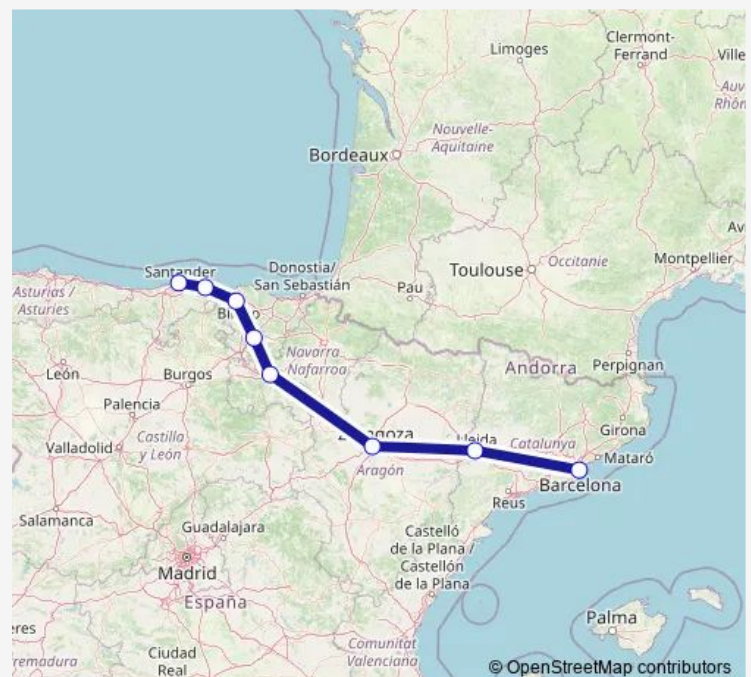 Limoges
Clermont-
Ferrand
Ville
Auv
Rhôn
Nouvelle-
Aquitaine
Bordeaux
Av
Montpellier
Occitanie
Toulouse
Pau
Donostia/
San Sebastián
Santander
Asturias /
Asturies
Navarra
Nafarroa
León
Burgos
Andorra
Perpignan
Palencia
Castilla
y León
Valladolid
Catalunya
Girona
Mataró
Aragón
Barcelona
Reus
Salamanca
Guadalajara
Castelló
de la Plana /
Castellón
de la Plana
Madrid
España
Palma
eres
remadura
Ciudad
Real
Comunitat
Valenciana
© OpenStreetMap contributors